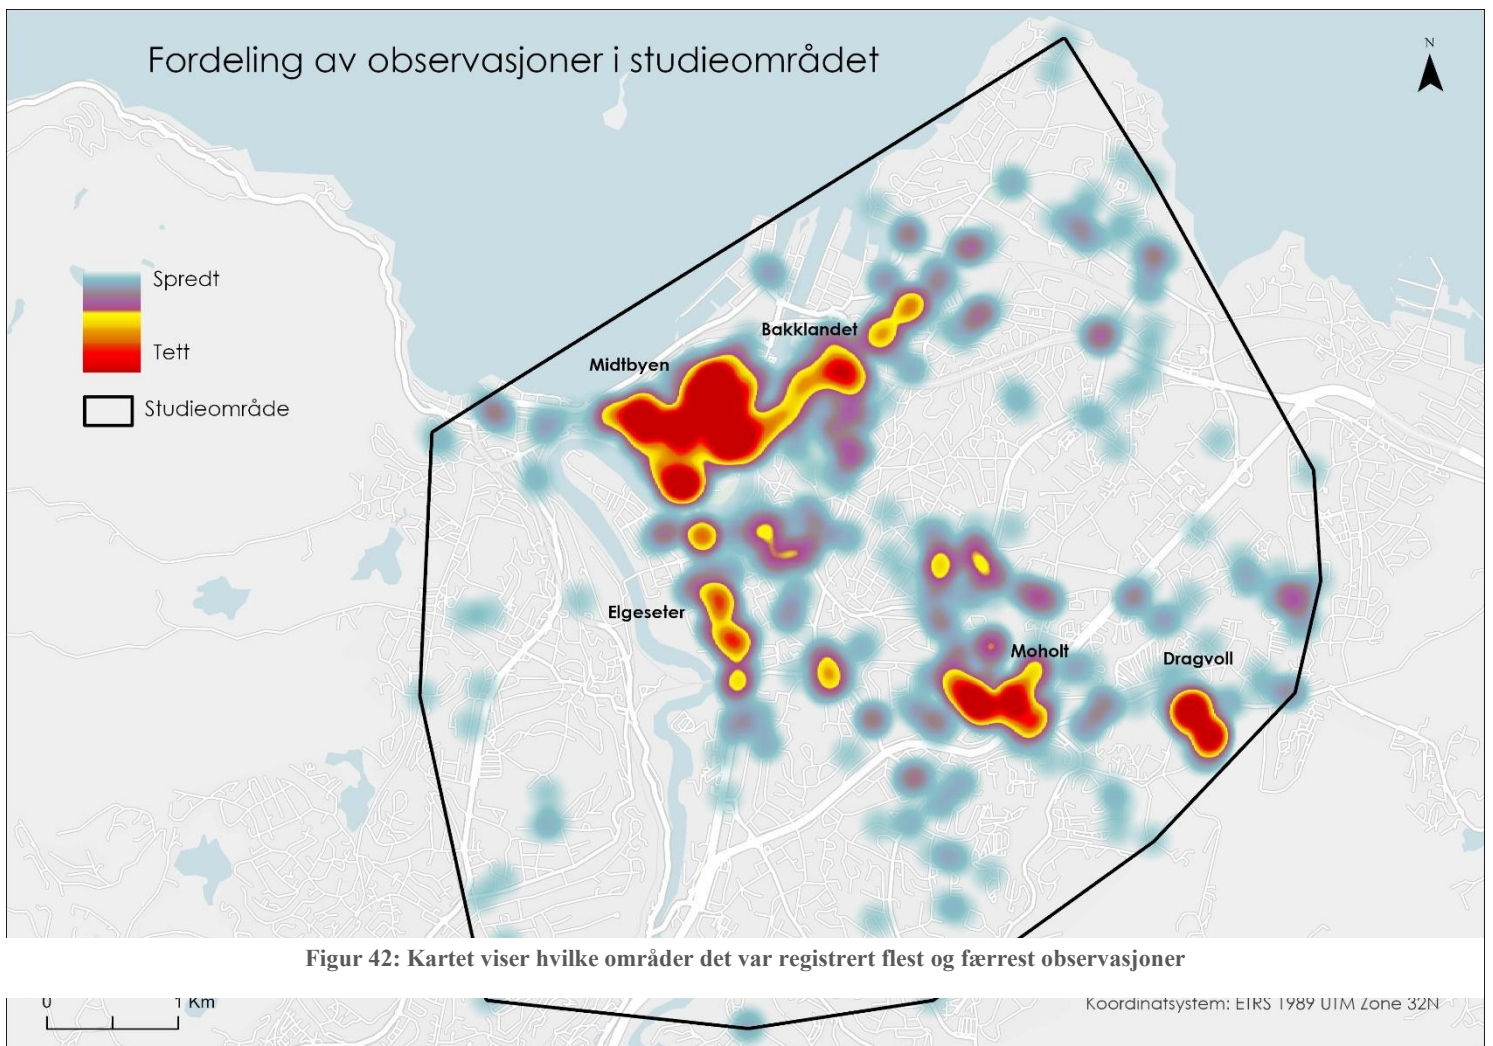 Fordeling av observasjoner i studieområdet
N
Spredt
Tett
Studieområde
Bakklandet
Midtbyen
Elgeseter
Moholt
Dragvoll
Figur 42: Kartet viser hvilke områder det var registrert flest og færrest observasjoner
0 1 Km
Koordinatsystem: ETRS 1989 UTM Zone 32N